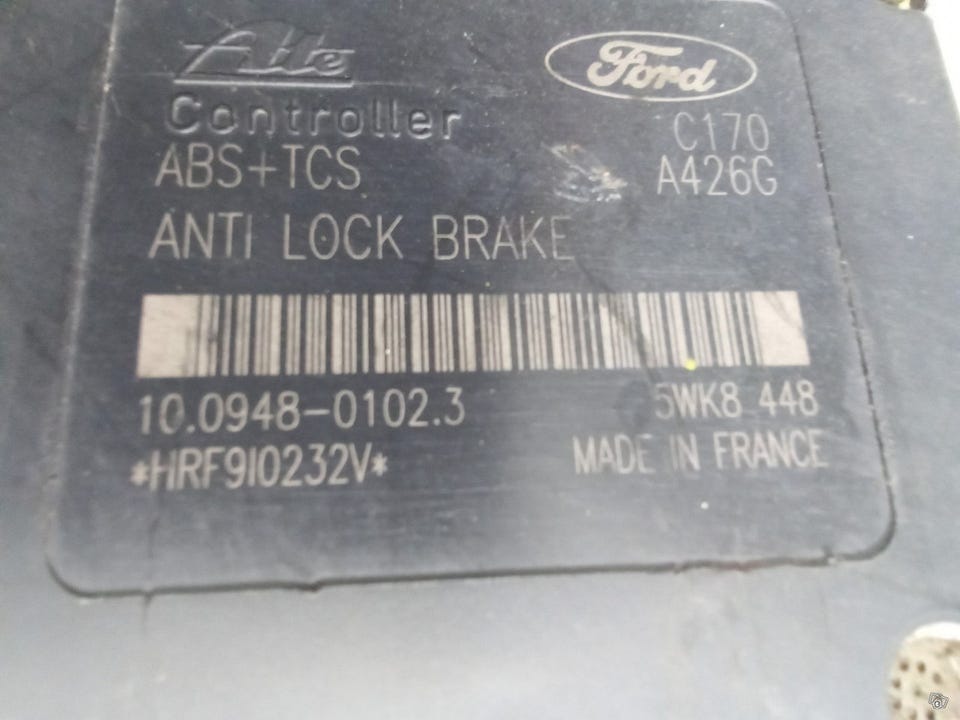 Ate Ford
Controller C170
ABS+TCS A426G
ANTI LOCK BRAKE
10.0948-0102.3 5WK8 448
*HRF9I0232V* MADE IN FRANCE